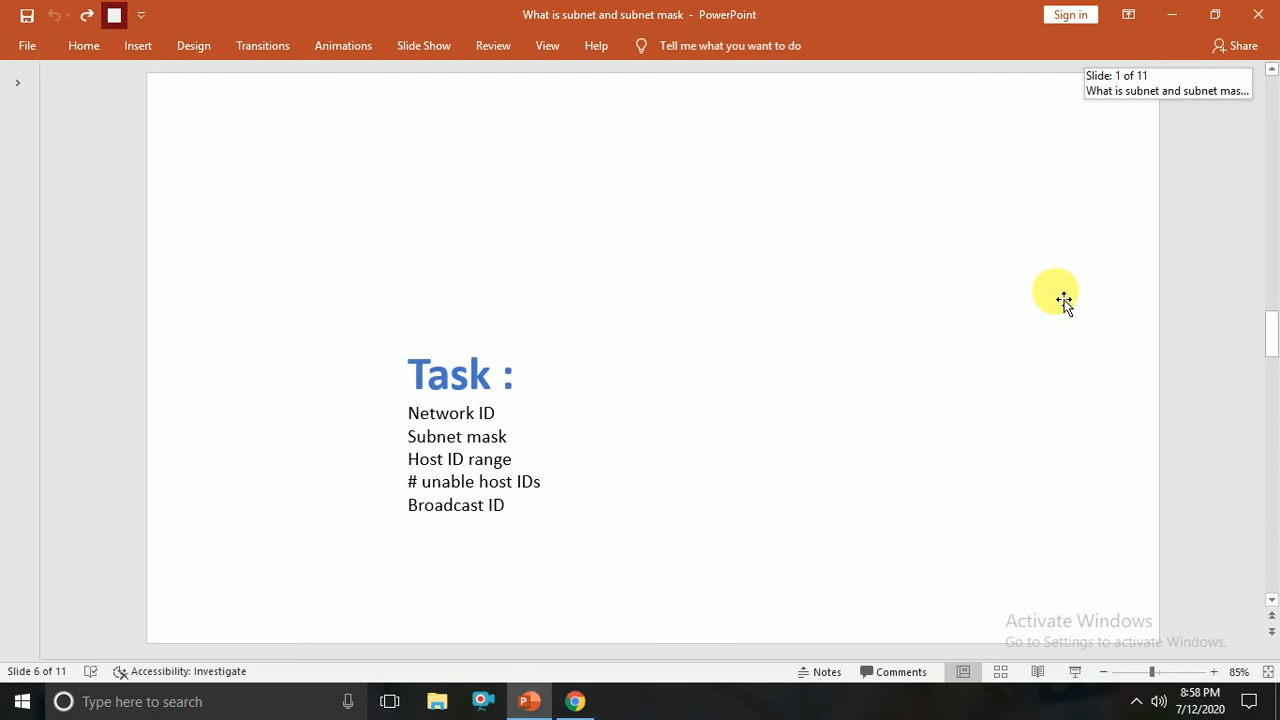 What is subnet and subnet mask - PowerPoint
Sign in
File Home Insert Design Transitions Animations Slide Show Review View Help Tell me what you want to do Share
Slide: 1 of 11
What is subnet and subnet mas...
Task :
Network ID
Subnet mask
Host ID range
# unable host IDs
Broadcast ID
Activate Windows
Go to Settings to activate Windows.
Slide 6 of 11 Accessibility: Investigate Notes Comments 85%
Type here to search
8:58 PM
7/12/2020